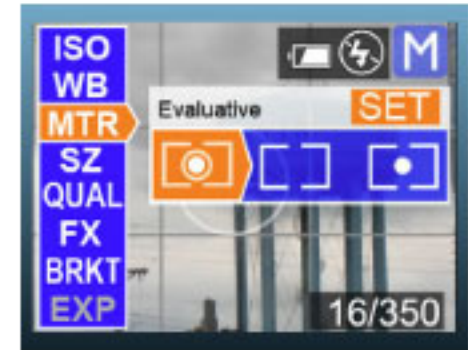 ISO
M
WB
Evaluative
SET
MTR
SZ
QUAL
FX
BRKT
EXP
16/350